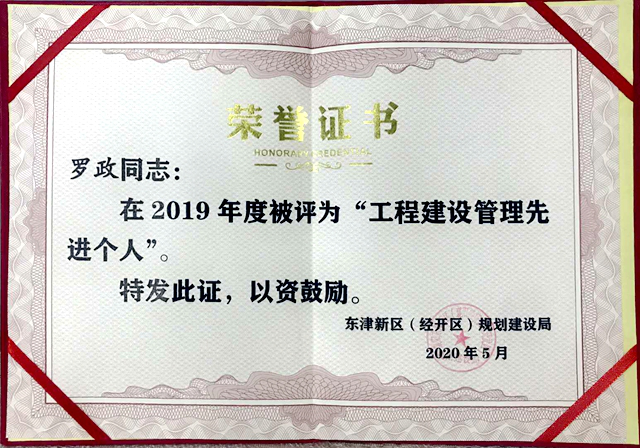 荣誉证书
罗政同志：
在2019年度被评为“工程建设管理先
进个人”。
特发此证，以资鼓励。
东津新区（经开区）规划建设局
2020年5月